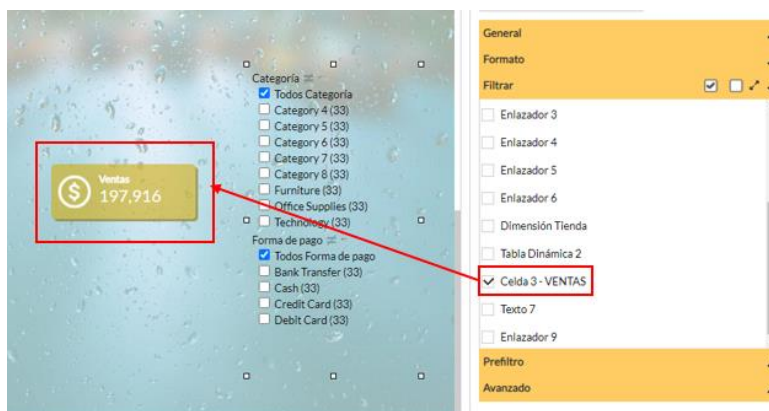 Categoría
Todos Categoría
Category 4 (33)
Category 5 (33)
Category 6 (33)
Category 7 (33)
Category 8 (33)
Furniture (33)
Office Supplies (33)
Technology (33)
Forma de pago
Todos Forma de pago
Bank Transfer (33)
Cash (33)
Credit Card (33)
Debit Card (33)
Ventas
197,916
General
Formato
Filtrar
Enlazador 3
Enlazador 4
Enlazador 5
Enlazador 6
Dimensión Tienda
Tabla Dinámica 2
Celda 3 - VENTAS
Texto 7
Enlazador 9
Prefiltro
Avanzado